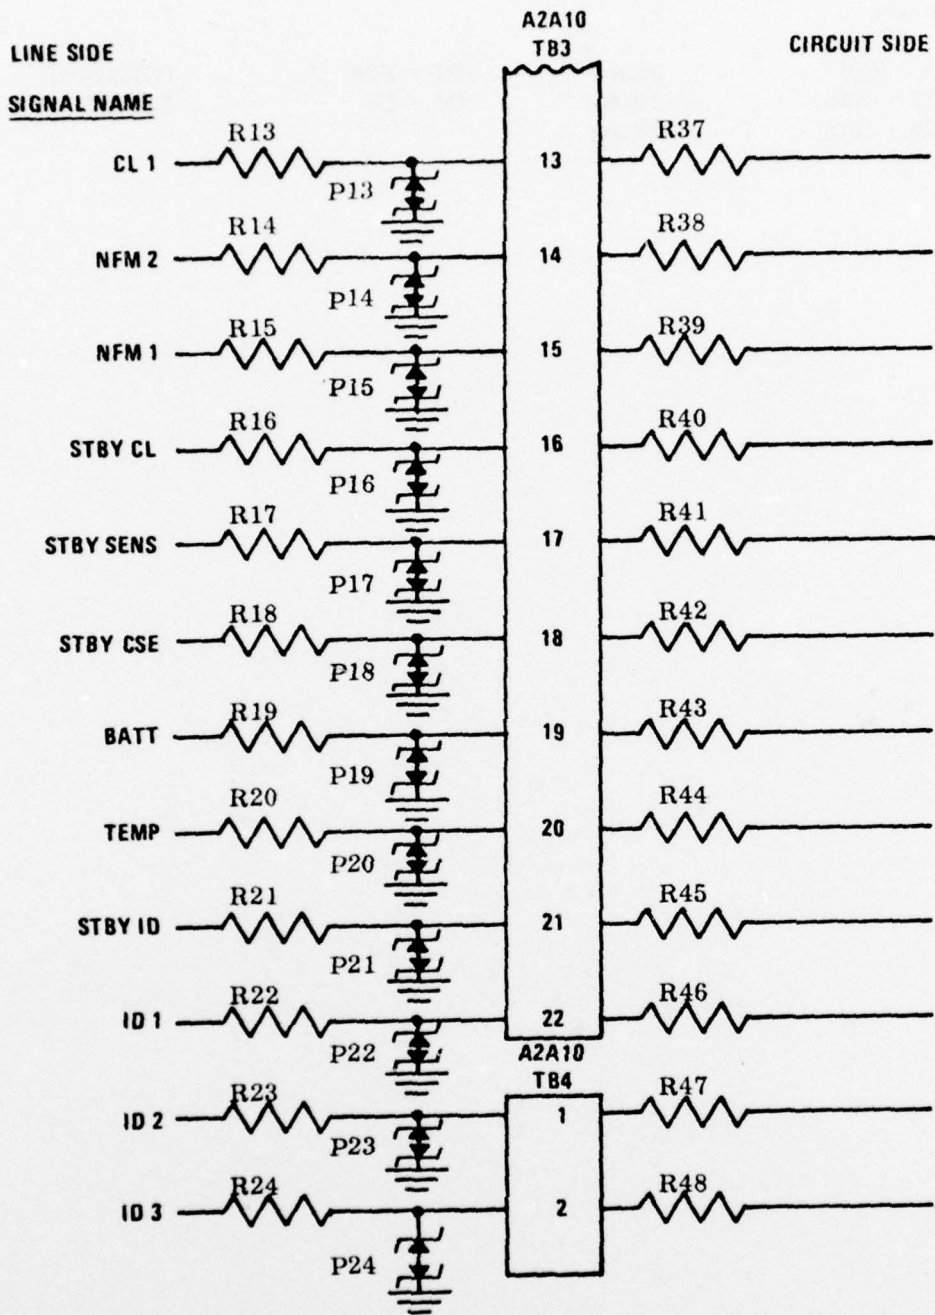 A2A10
TB3
LINE SIDE
CIRCUIT SIDE
SIGNAL NAME
CL 1
R13
P13
13
R37
NFM 2
R14
P14
14
R38
NFM 1
R15
P15
15
R39
STBY CL
R16
P16
16
R40
STBY SENS
R17
P17
17
R41
STBY CSE
R18
P18
18
R42
BATT
R19
P19
19
R43
TEMP
R20
P20
20
R44
STBY ID
R21
P21
21
R45
ID 1
R22
P22
22
R46
A2A10
TB4
ID 2
R23
P23
1
R47
ID 3
R24
P24
2
R48